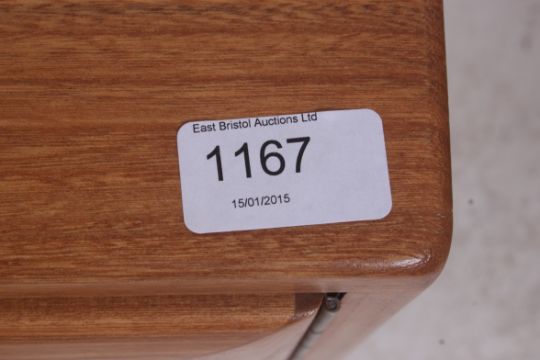 East Bristol Auctions Ltd
1167
15/01/2015